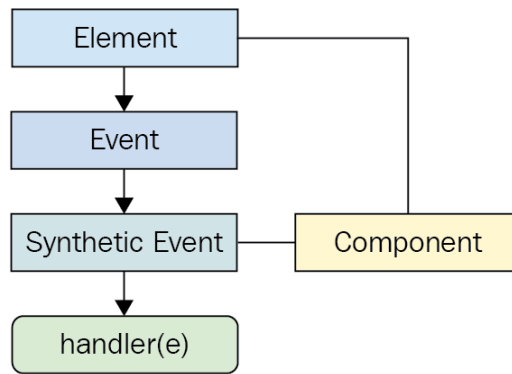 Element
Event
Synthetic Event
Component
handler(e)